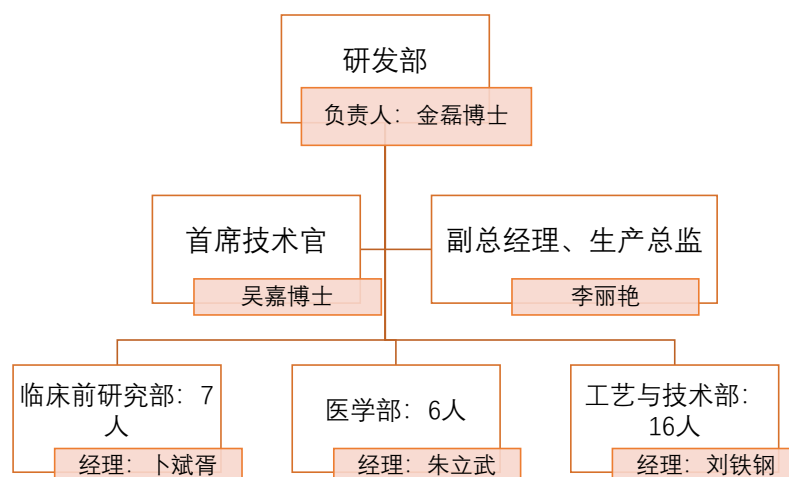 研发部
负责人：金磊博士
首席技术官
吴嘉博士
副总经理、生产总监
李丽艳
临床前研究部：7
人
经理：卜斌胥
医学部：6人
经理：朱立武
工艺与技术部：
16人
经理：刘铁钢